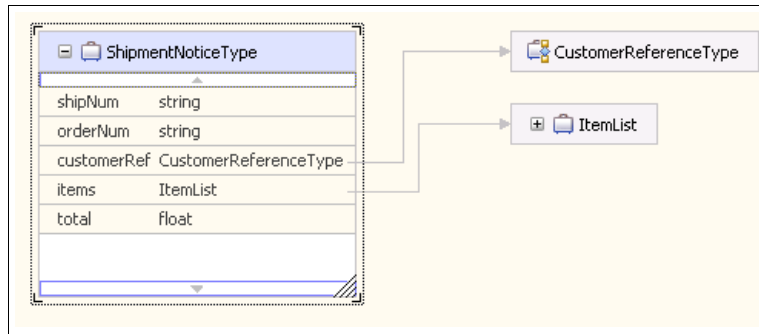 ShipmentNoticeType
CustomerReferenceType
shipNum string
ItemList
orderNum string
customerRef CustomerReferenceType
items ItemList
total float